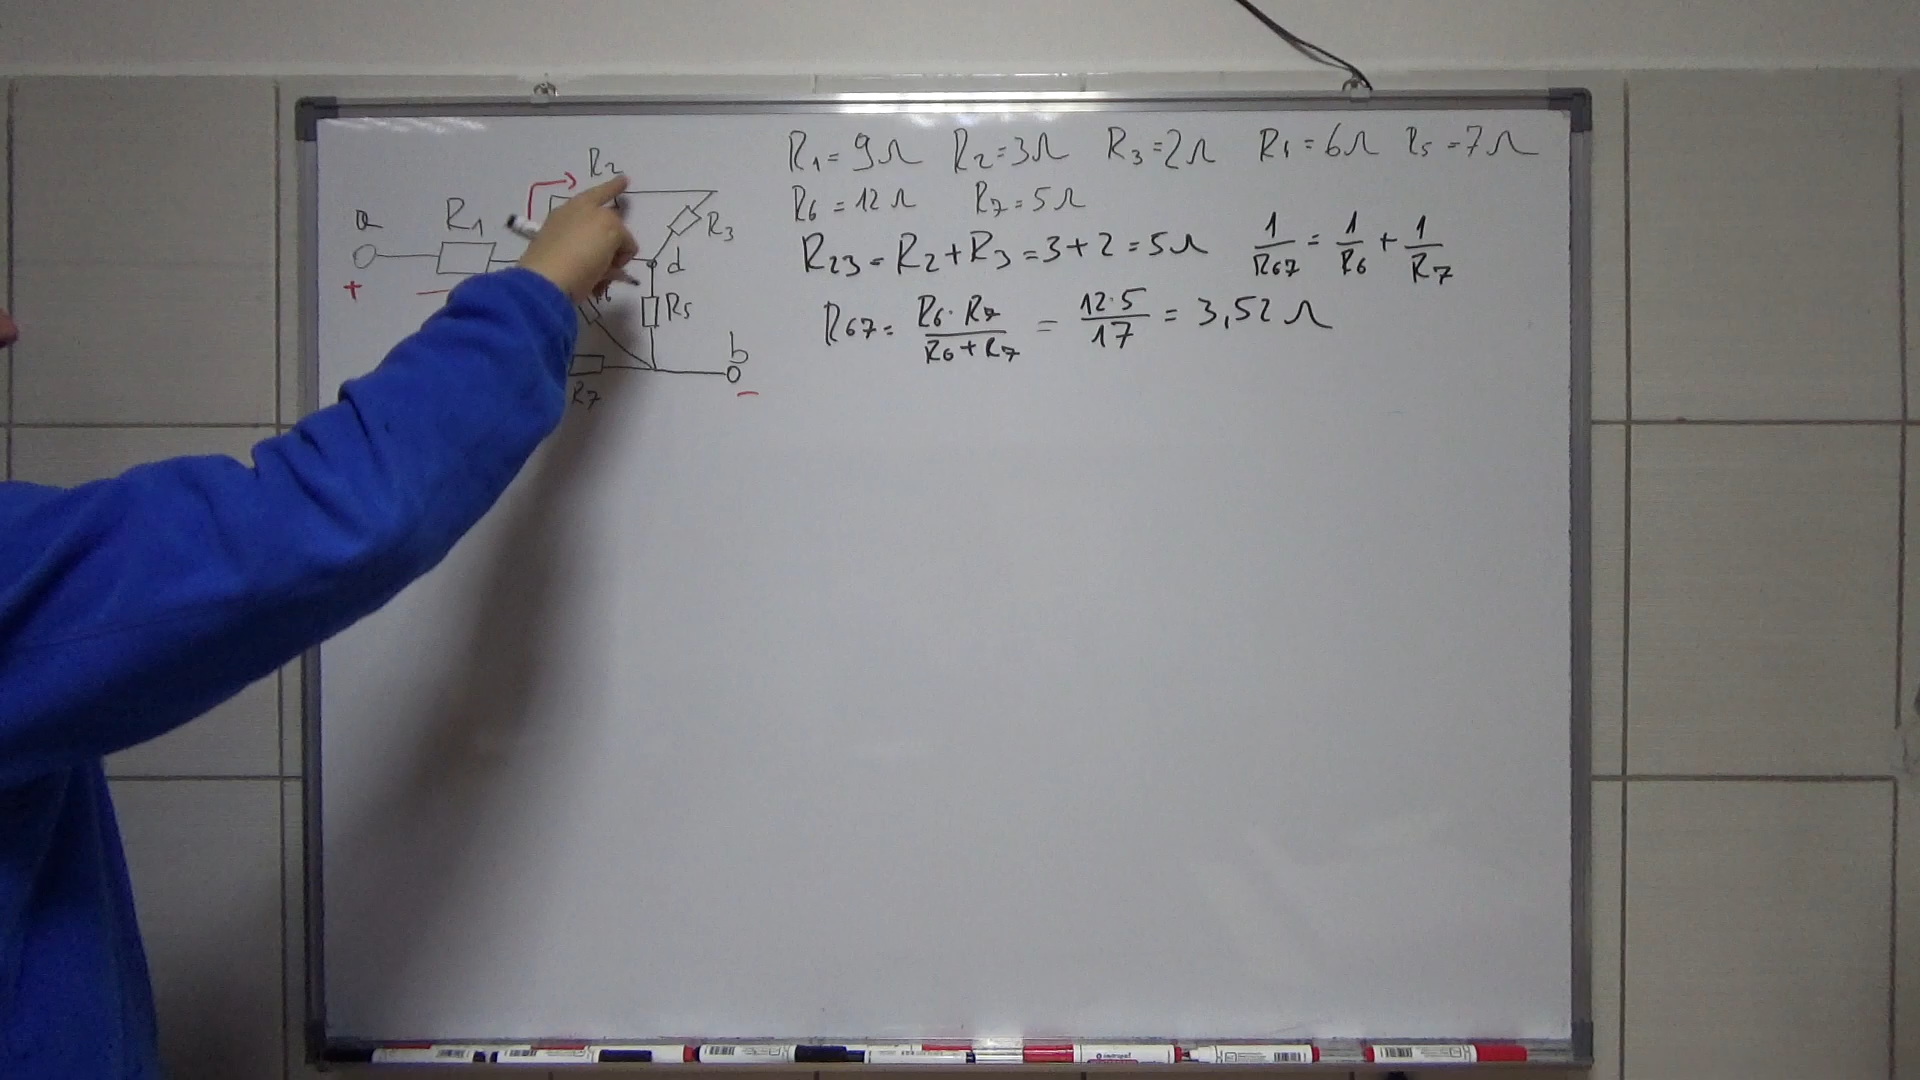 R2
a
R1
R3
d
+
R5
b
R7
−
R1 = 9Ω R2 = 3Ω R3 = 2Ω R1 = 6Ω R5 = 7Ω
R6 = 12Ω R7 = 5Ω
R23 = R2 + R3 = 3 + 2 = 5Ω 1/R67 = 1/R6 + 1/R7
R67 = R6 · R7 / R6 + R7 = 12·5 / 17 = 3,52 Ω